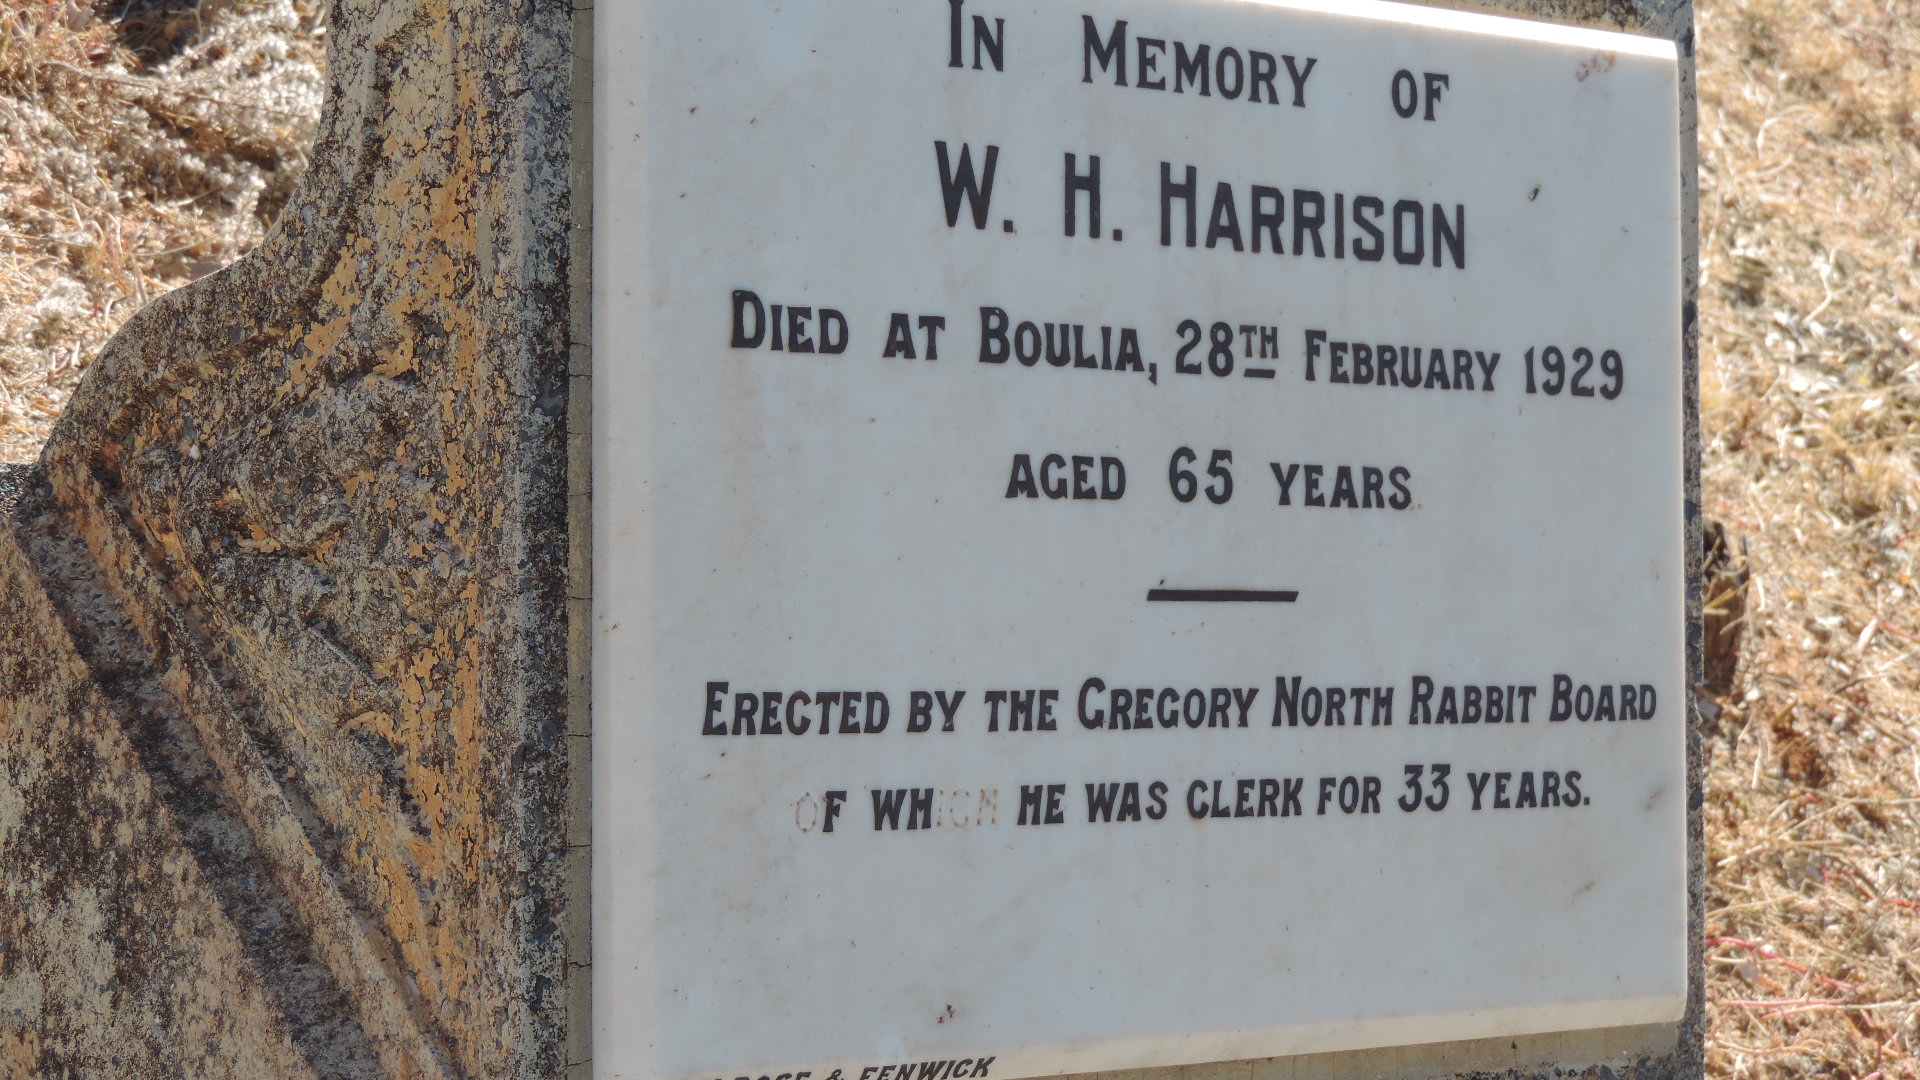 IN MEMORY OF
W. H. HARRISON
DIED AT BOULIA, 28TH FEBRUARY 1929
AGED 65 YEARS
ERECTED BY THE GREGORY NORTH RABBIT BOARD
OF WHICH HE WAS CLERK FOR 33 YEARS.
& FENWICK